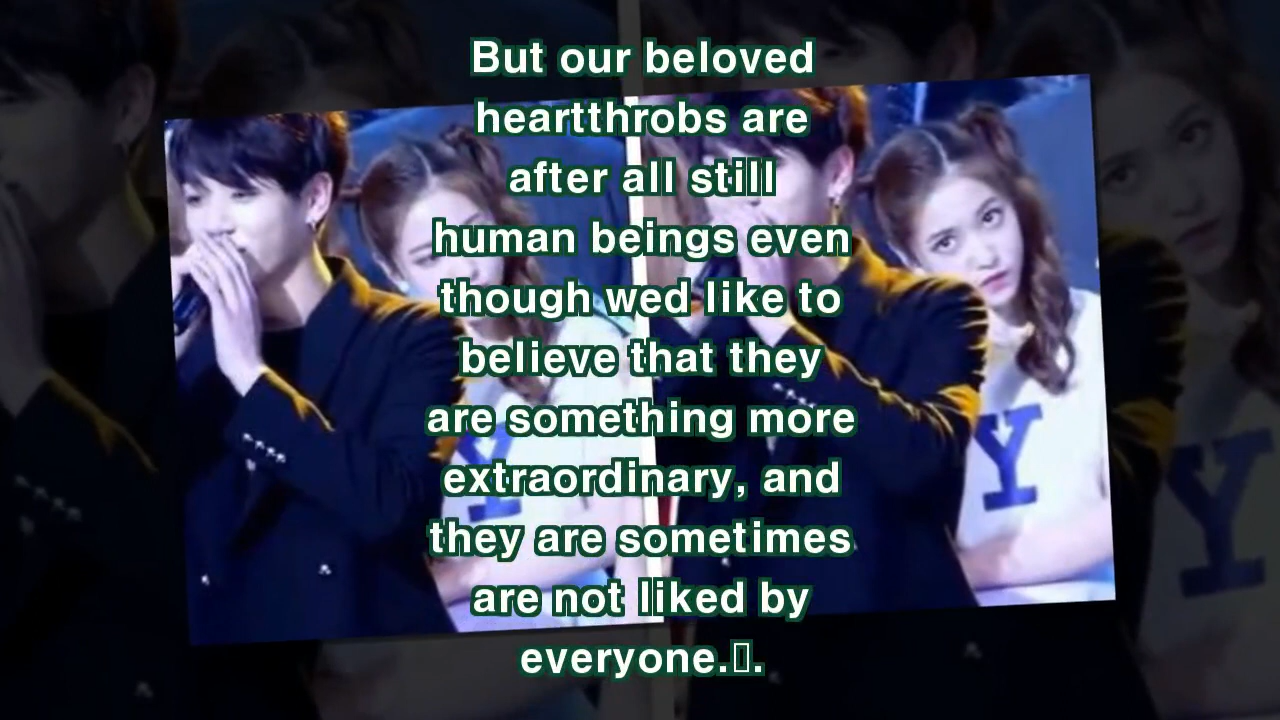 But our beloved
heartthrobs are
after all still
human beings even
though wed like to
believe that they
are something more
extraordinary, and
they are sometimes
are not liked by
everyone.▯.
Y
Y